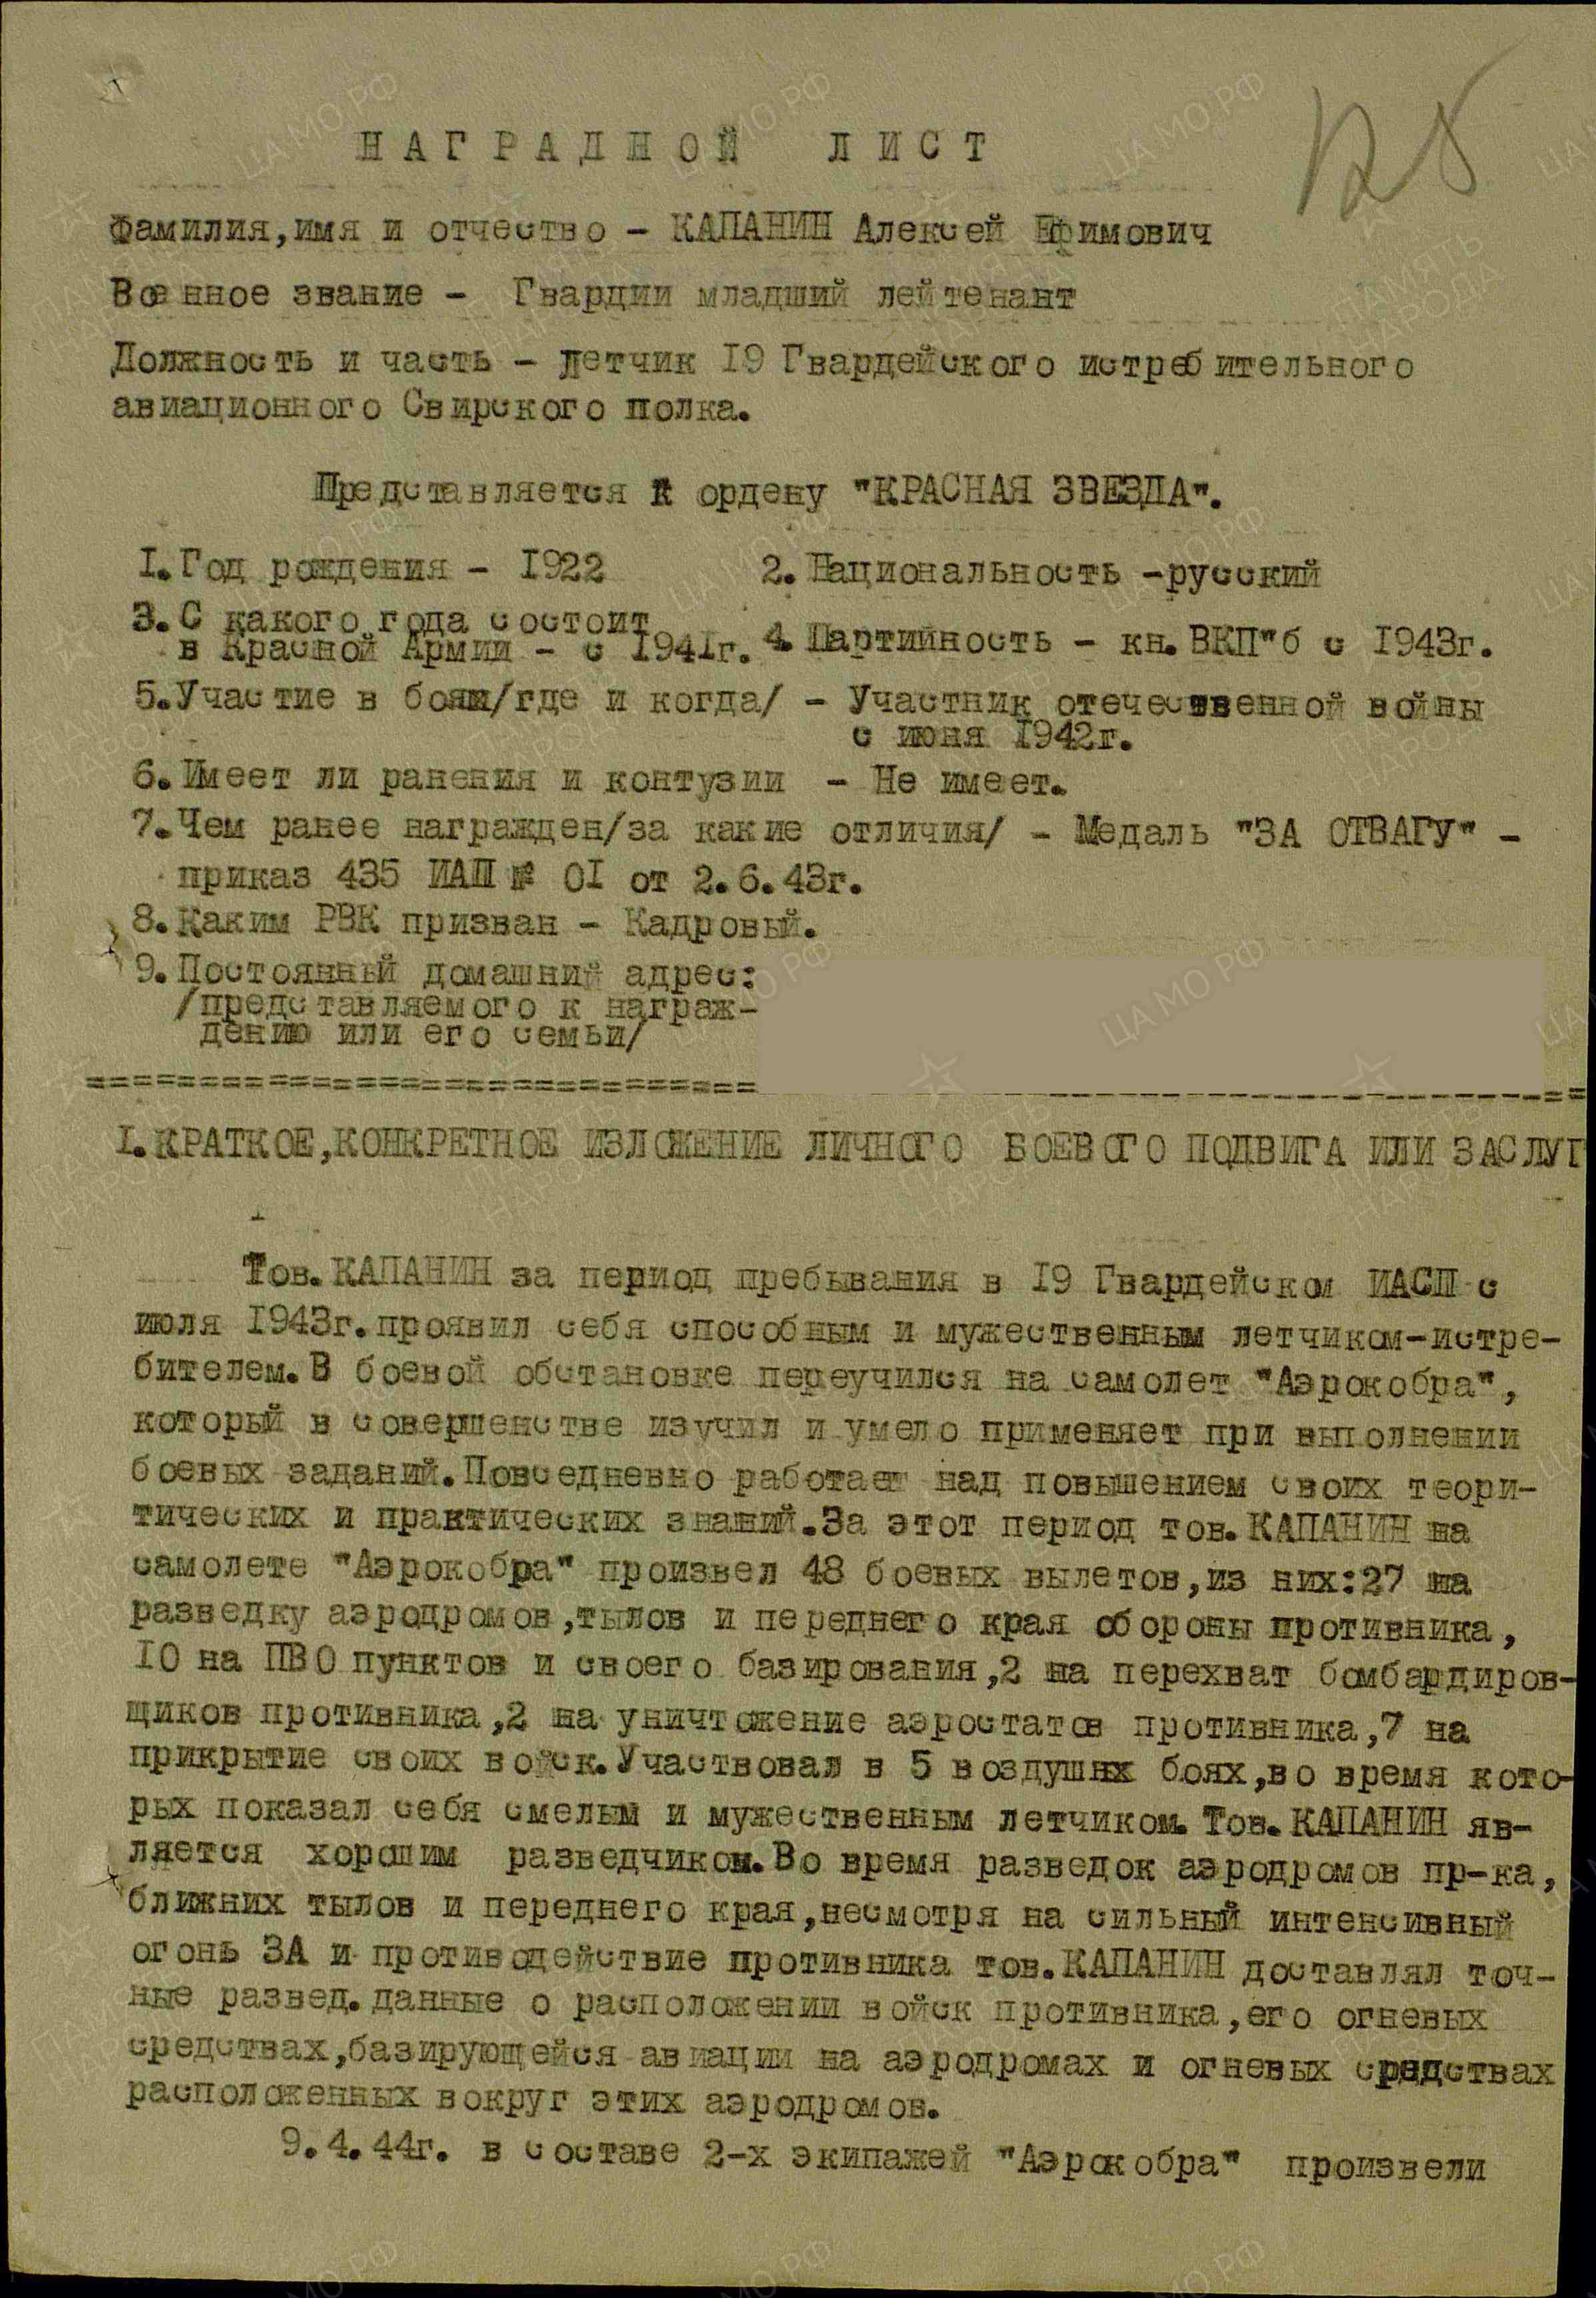 125
НАГРАДНОЙ ЛИСТ
Фамилия,имя и отчество - КАПАНИН Алексей Ефимович
Военное звание - Гвардии младший лейтенант
Должность и часть - летчик 19 Гвардейского истребительного
авиационного Свирского полка.
Представляется к ордену "КРАСНАЯ ЗВЕЗДА".
1.Год рождения - 1922 2.Национальность -русский
3.С какого года состоит
в Красной Армии - с 1941г. 4.Партийность - кн.ВКП"б с 1943г.
5.Участие в боях/где и когда/ - Участник отечественной войны
с июня 1942г.
6.Имеет ли ранения и контузии - Не имеет.
7.Чем ранее награжден/за какие отличия/ - Медаль "ЗА ОТВАГУ" -
приказ 435 ИАП № 01 от 2.6.43г.
8.Каким РВК призван - Кадровый.
9.Постоянный домашний адрес:
/представляемого к награж-
дению или его семьи/
1.КРАТКОЕ,КОНКРЕТНОЕ ИЗЛОЖЕНИЕ ЛИЧНОГО БОЕВОГО ПОДВИГА ИЛИ ЗАСЛУГ
Тов.КАПАНИН за период пребывания в 19 Гвардейском ИАСП с
июля 1943г.проявил себя способным и мужественным летчиком-истре-
бителем.В боевой обстановке переучился на самолет "Аэрокобра",
который в совершенстве изучил и умело применяет при выполнении
боевых заданий.Повседневно работает над повышением своих теори-
тических и практических знаний.За этот период тов.КАПАНИН на
самолете "Аэрокобра" произвел 48 боевых вылетов,из них:27 на
разведку аэродромов,тылов и переднего края обороны противника,
10 на ПВО пунктов и своего базирования,2 на перехват бомбардиров-
щиков противника,2 на уничтожение аэростатов противника,7 на
прикрытие своих войск.Участвовал в 5 воздушнх боях,во время кото-
рых показал себя смелым и мужественным летчиком.Тов.КАПАНИН яв-
ляется хорошим разведчиком.Во время разведок аэродромов пр-ка,
ближних тылов и переднего края,несмотря на сильный интенсивный
огонь ЗА и противодействие противника тов.КАПАНИН доставлял точ-
ные развед.данные о расположении войск противника,его огневых
средствах,базирующейся авиации на аэродромах и огневых средствах
расположенных вокруг этих аэродромов.
9.4.44г. в составе 2-х экипажей "Аэрокобра" произвели
ЦА МО РФ
ПАМЯТЬ НАРОДА